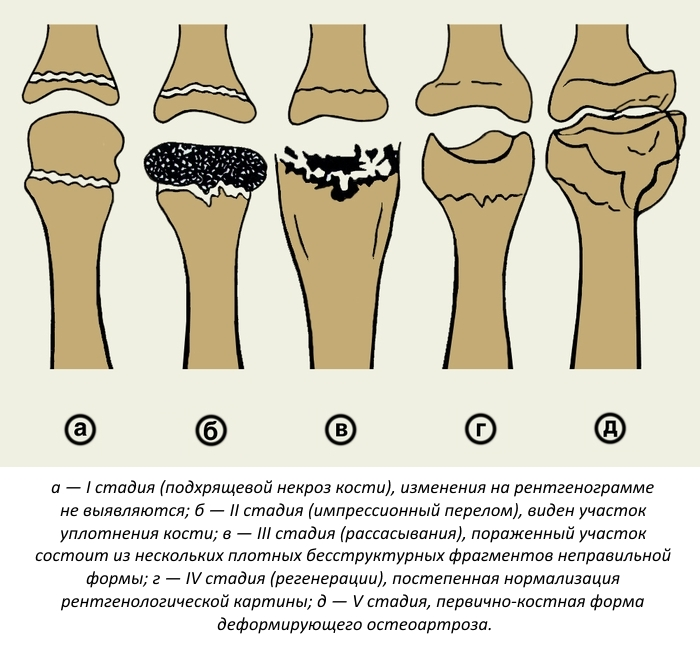 а б в г д
а — I стадия (подхрящевой некроз кости), изменения на рентгенограмме
не выявляются; б — II стадия (импрессионный перелом), виден участок
уплотнения кости; в — III стадия (рассасывания), пораженный участок
состоит из нескольких плотных бесструктурных фрагментов неправильной
формы; г — IV стадия (регенерации), постепенная нормализация
рентгенологической картины; д — V стадия, первично-костная форма
деформирующего остеоартроза.